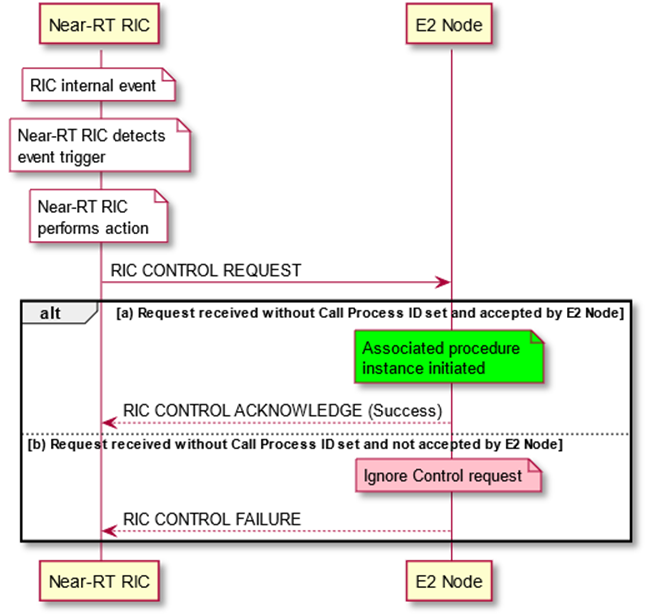 Near-RT RIC
E2 Node
RIC internal event
Near-RT RIC detects
event trigger
Near-RT RIC
performs action
RIC CONTROL REQUEST
alt
[a) Request received without Call Process ID set and accepted by E2 Node]
Associated procedure
instance initiated
RIC CONTROL ACKNOWLEDGE (Success)
[b) Request received without Call Process ID set and not accepted by E2 Node]
Ignore Control request
RIC CONTROL FAILURE
Near-RT RIC
E2 Node